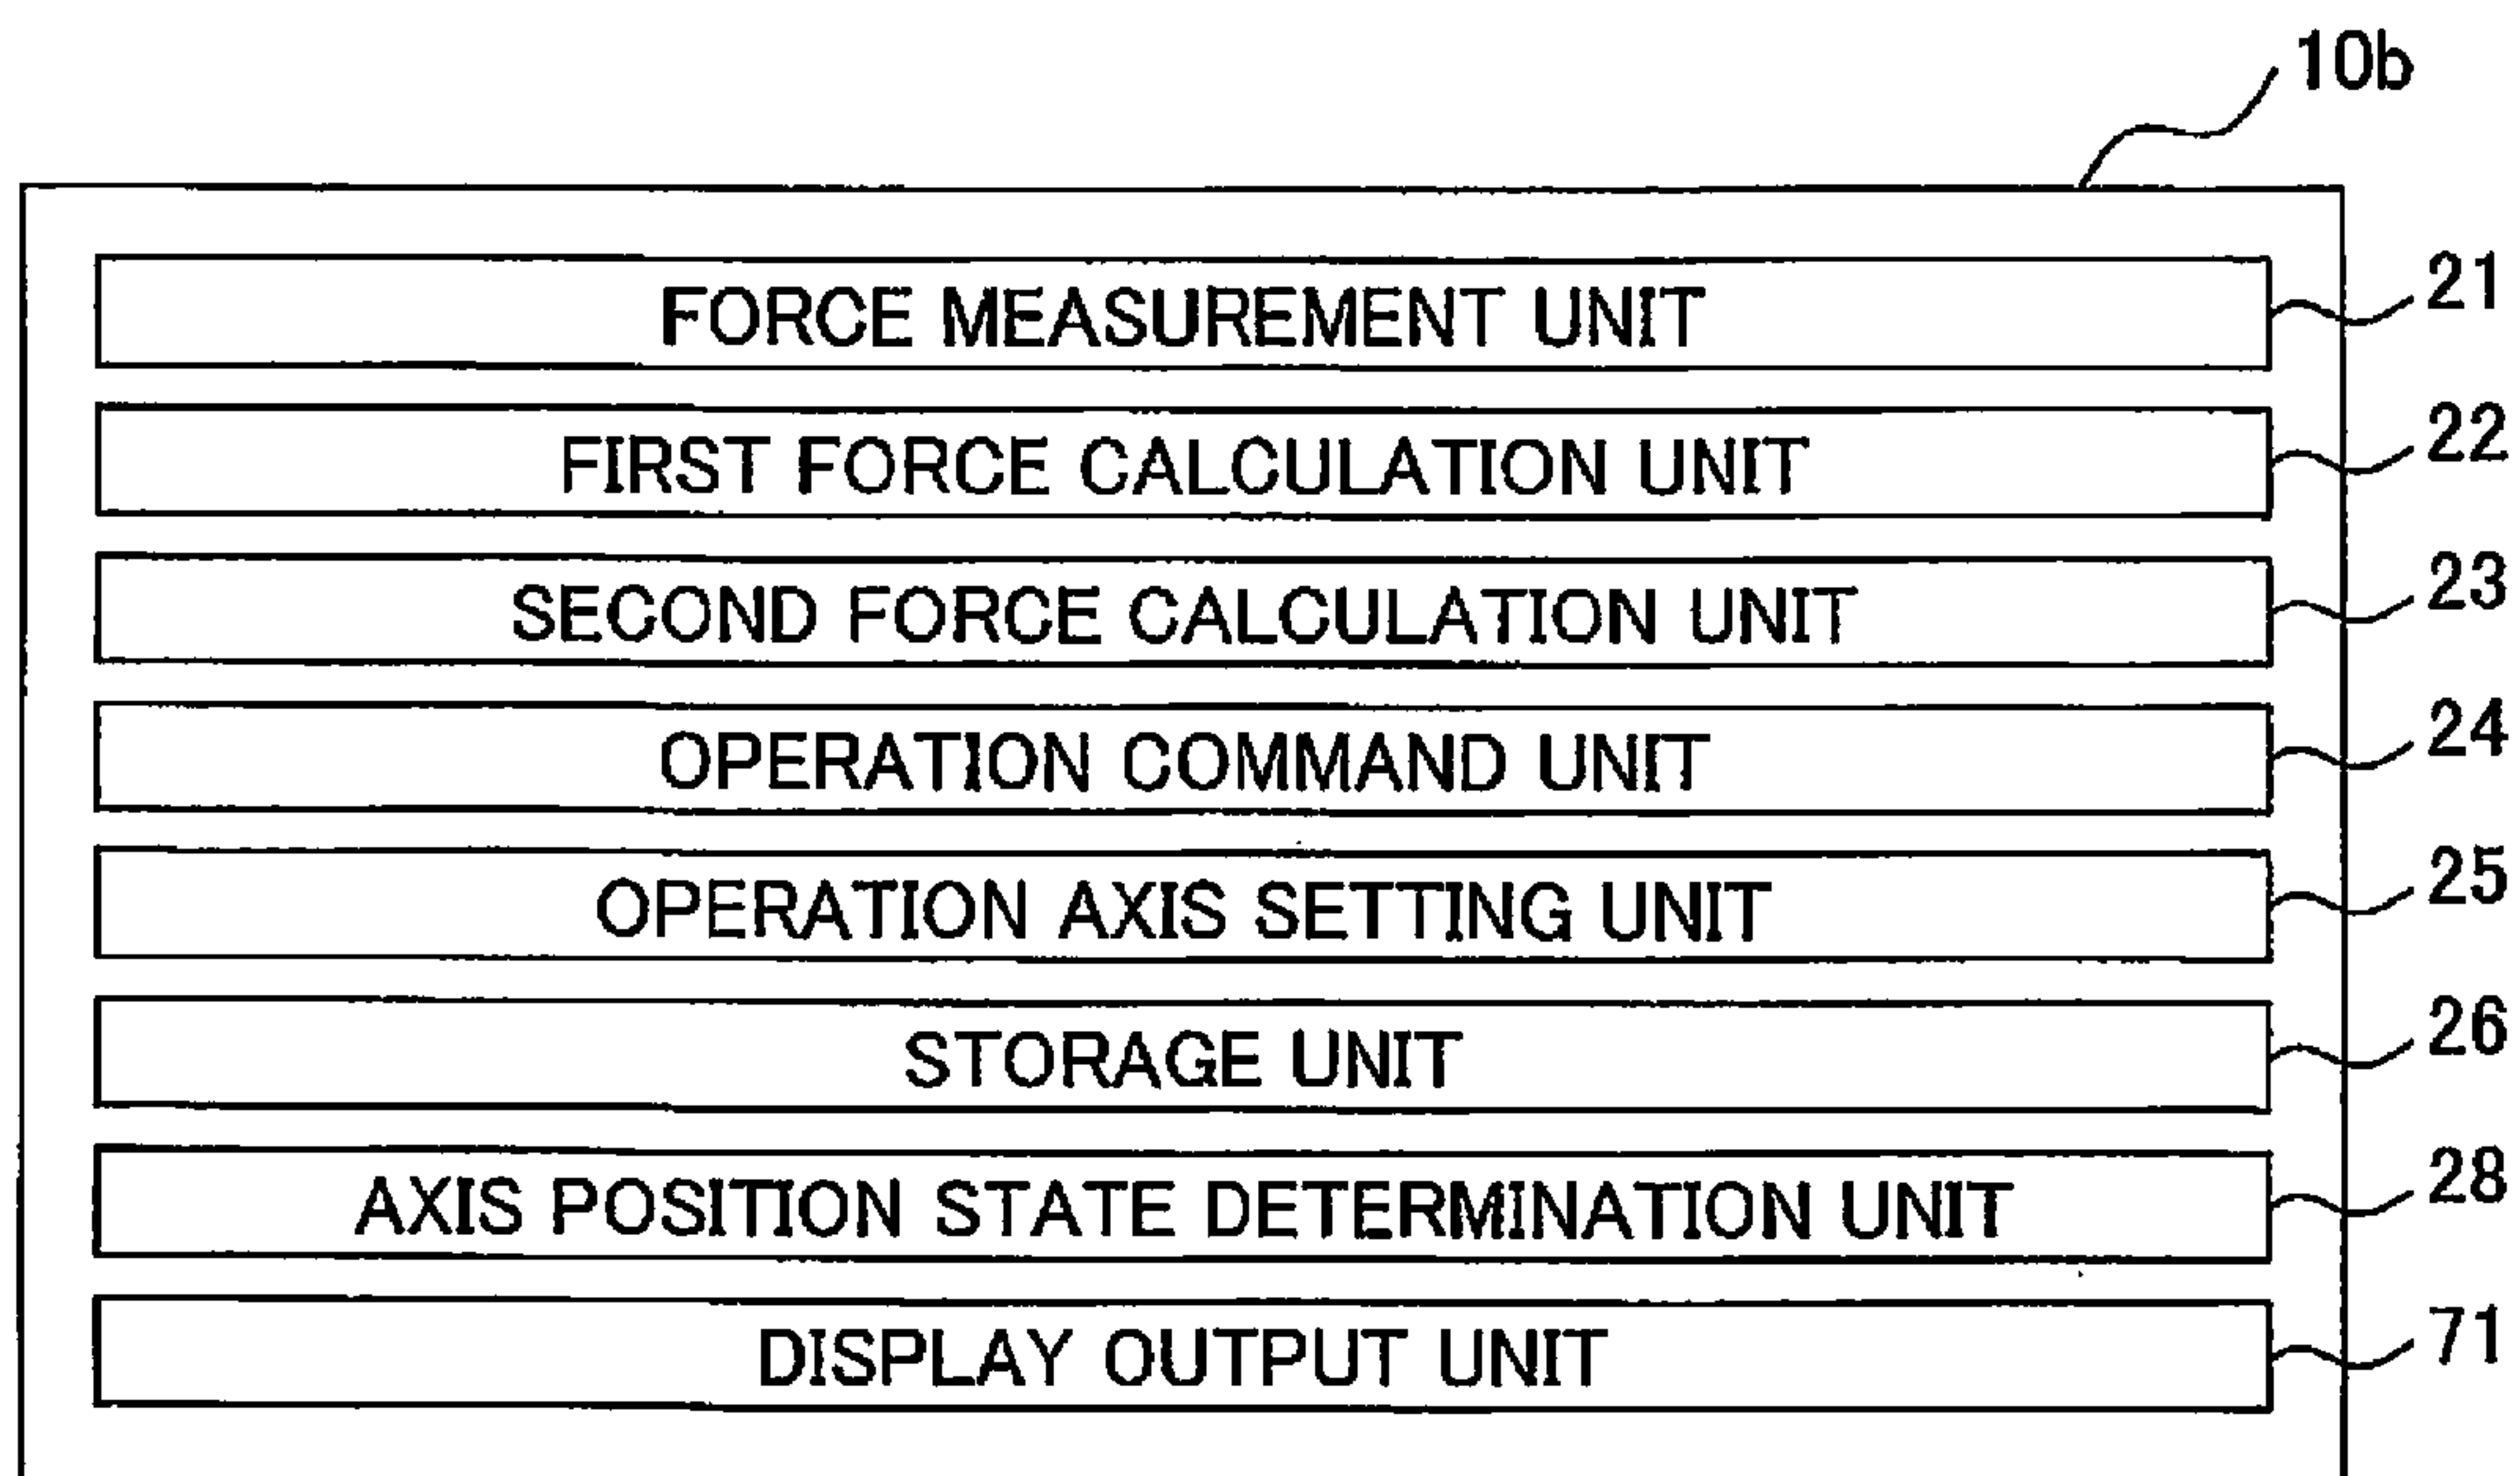 10b
FORCE MEASUREMENT UNIT 21
FIRST FORCE CALCULATION UNIT 22
SECOND FORCE CALCULATION UNIT 23
OPERATION COMMAND UNIT 24
OPERATION AXIS SETTING UNIT 25
STORAGE UNIT 26
AXIS POSITION STATE DETERMINATION UNIT 28
DISPLAY OUTPUT UNIT 71